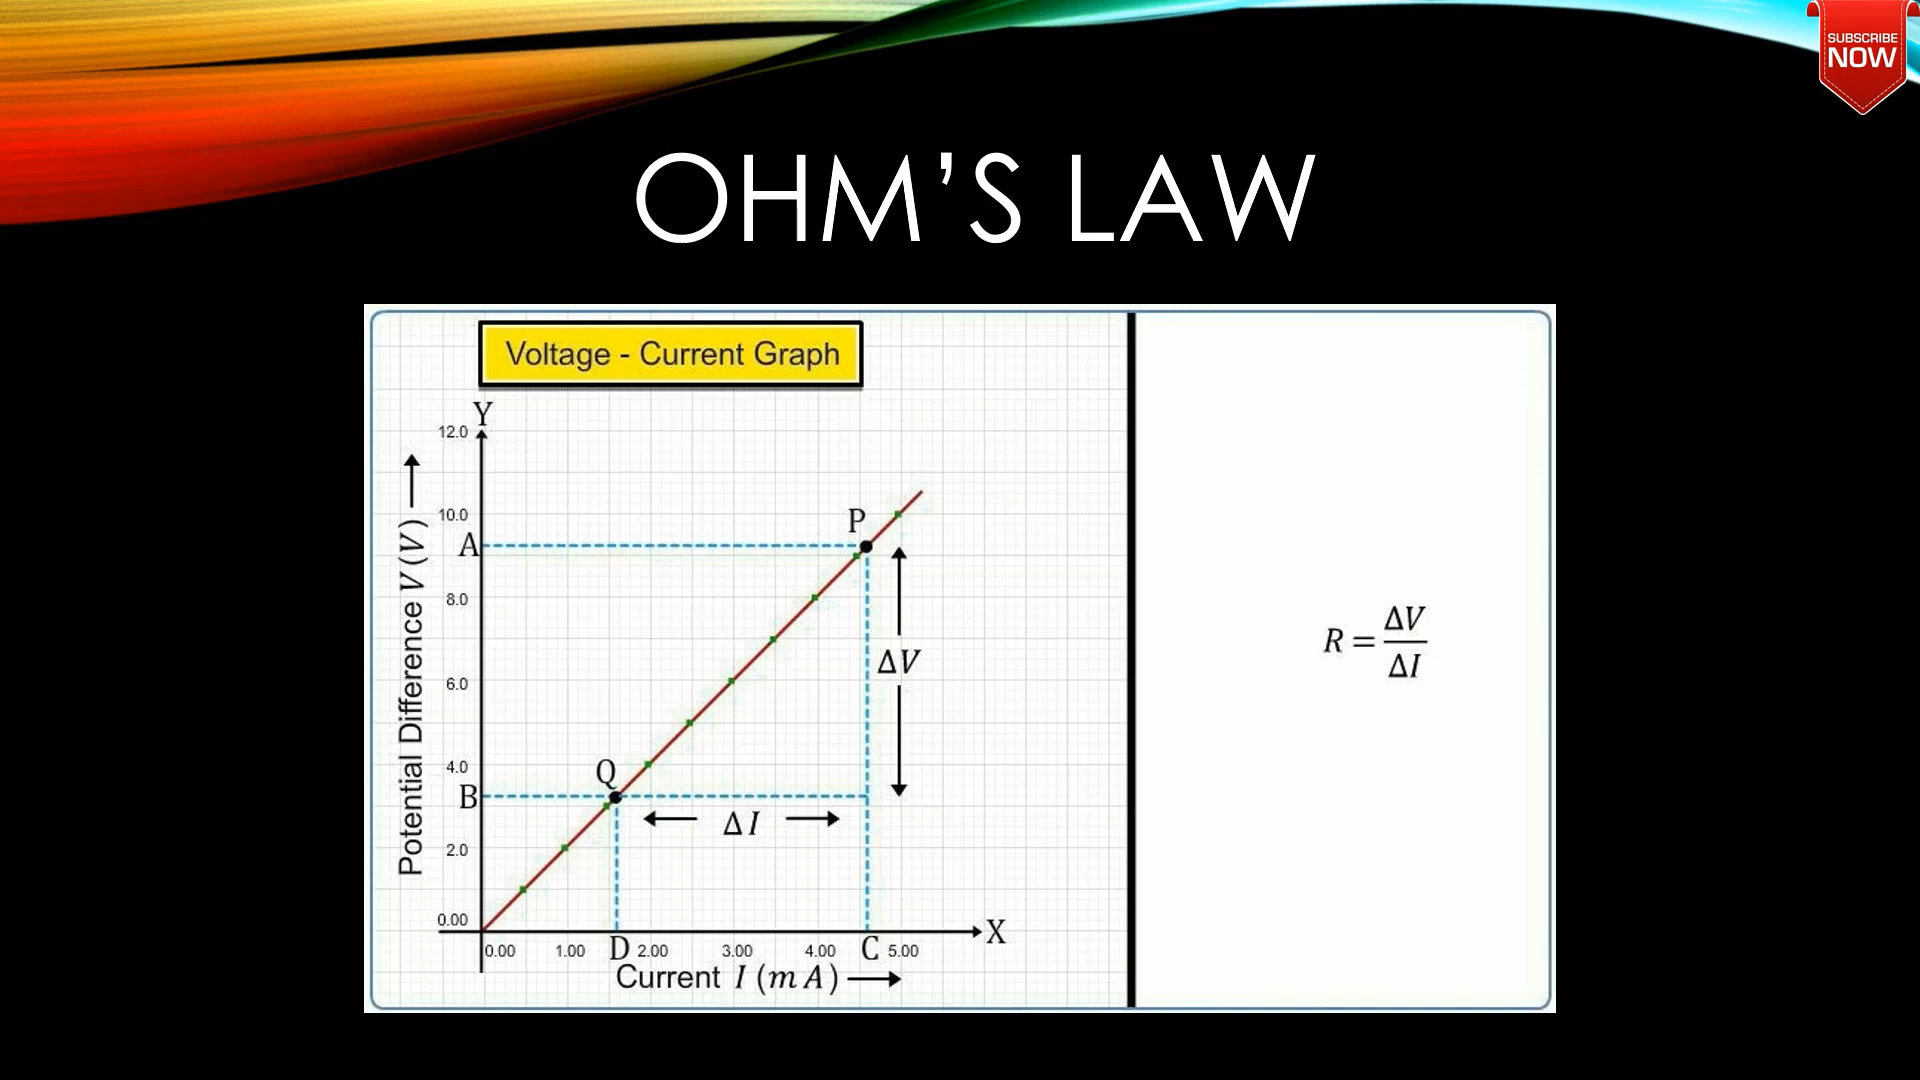 SUBSCRIBE
NOW
OHM’S LAW
Voltage - Current Graph
Y
12.0
10.0
8.0
6.0
4.0
2.0
0.00
A
B
Potential Difference V (V)
P
Q
ΔV
ΔI
X
0.00 1.00 D 2.00 3.00 4.00 C 5.00
Current I (m A)
R = ΔV
ΔI